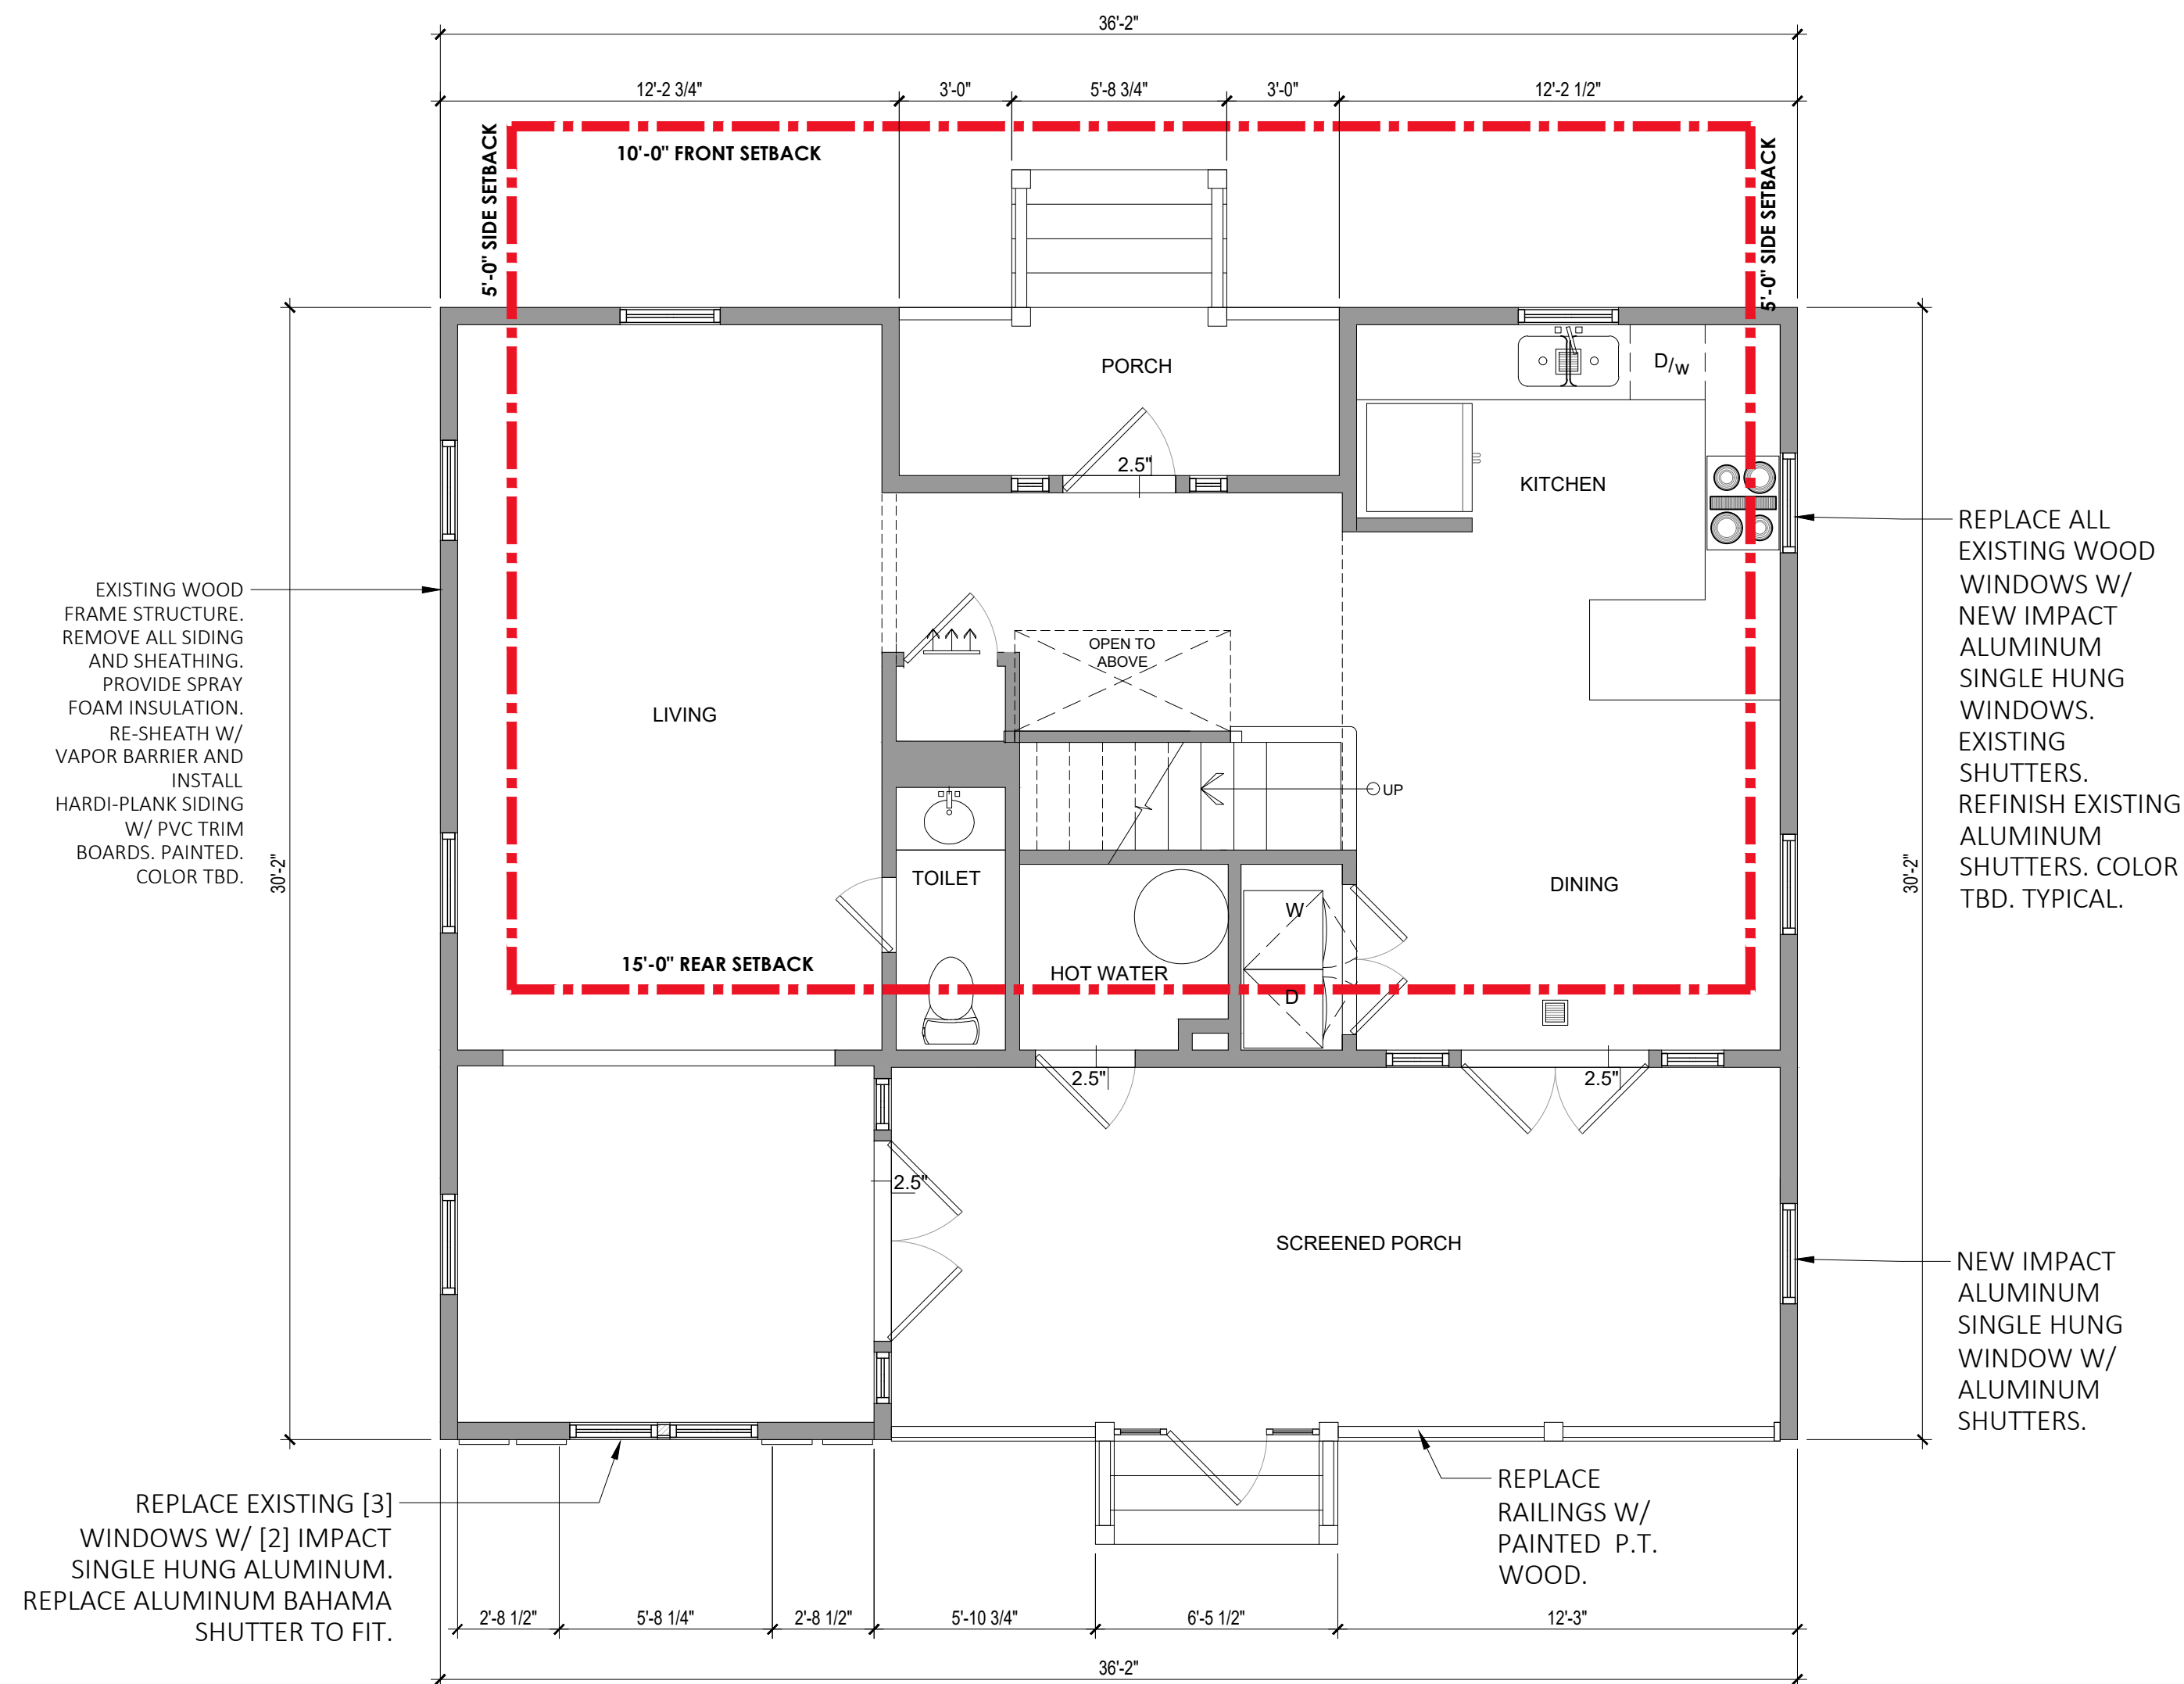 36'-2"
12'-2 3/4"
3'-0"
5'-8 3/4"
3'-0"
12'-2 1/2"
10'-0" FRONT SETBACK
5'-0" SIDE SETBACK
5'-0" SIDE SETBACK
PORCH
D/W
2.5"
KITCHEN
REPLACE ALL
EXISTING WOOD
WINDOWS W/
NEW IMPACT
ALUMINUM
SINGLE HUNG
WINDOWS.
EXISTING
SHUTTERS.
REFINISH EXISTING
ALUMINUM
SHUTTERS. COLOR
TBD. TYPICAL.
EXISTING WOOD
FRAME STRUCTURE.
REMOVE ALL SIDING
AND SHEATHING.
PROVIDE SPRAY
FOAM INSULATION.
RE-SHEATH W/
VAPOR BARRIER AND
INSTALL
HARDI-PLANK SIDING
W/ PVC TRIM
BOARDS. PAINTED.
COLOR TBD.
30'-2"
30'-2"
OPEN TO
ABOVE
LIVING
UP
TOILET
DINING
W
15'-0" REAR SETBACK
HOT WATER
D
2.5"
2.5"
2.5"
SCREENED PORCH
NEW IMPACT
ALUMINUM
SINGLE HUNG
WINDOW W/
ALUMINUM
SHUTTERS.
REPLACE EXISTING [3]
WINDOWS W/ [2] IMPACT
SINGLE HUNG ALUMINUM.
REPLACE ALUMINUM BAHAMA
SHUTTER TO FIT.
REPLACE
RAILINGS W/
PAINTED P.T.
WOOD.
2'-8 1/2"
5'-8 1/4"
2'-8 1/2"
5'-10 3/4"
6'-5 1/2"
12'-3"
36'-2"